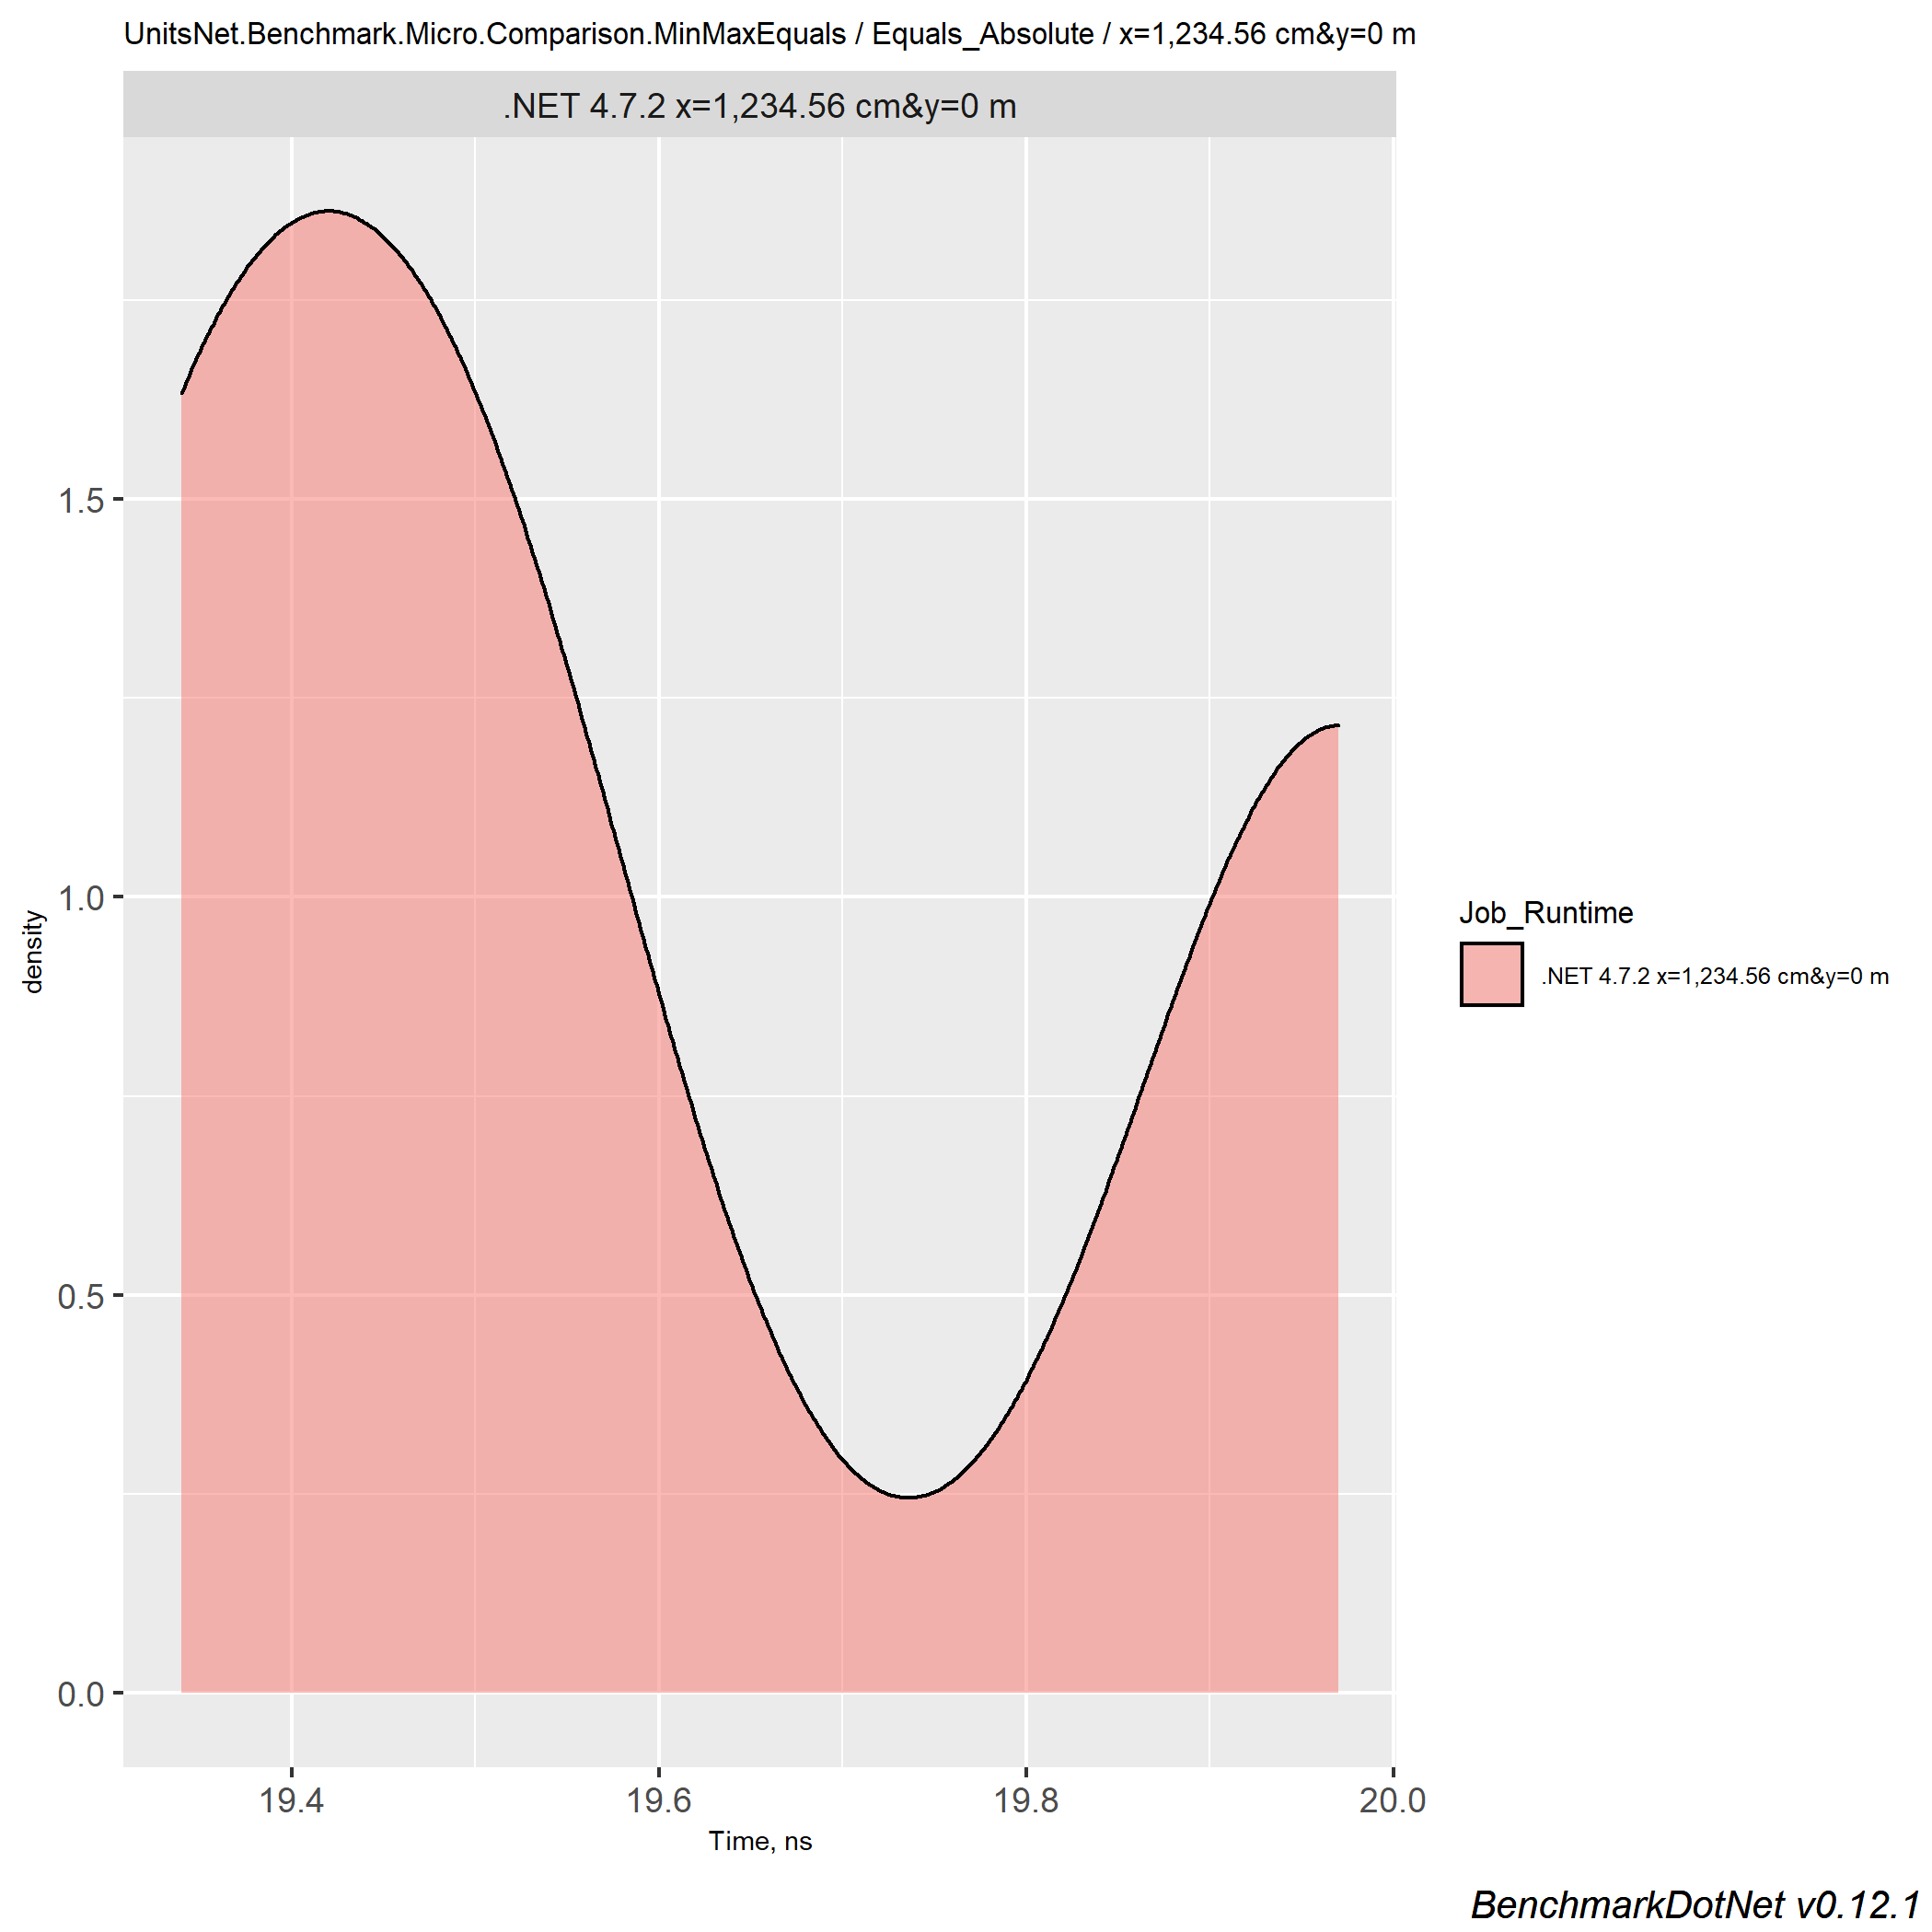 UnitsNet.Benchmark.Micro.Comparison.MinMaxEquals / Equals_Absolute / x=1,234.56 cm&y=0 m
.NET 4.7.2 x=1,234.56 cm&y=0 m
1.5
1.0
0.5
0.0
density
19.4 19.6 19.8 20.0
Time, ns
Job_Runtime
.NET 4.7.2 x=1,234.56 cm&y=0 m
BenchmarkDotNet v0.12.1